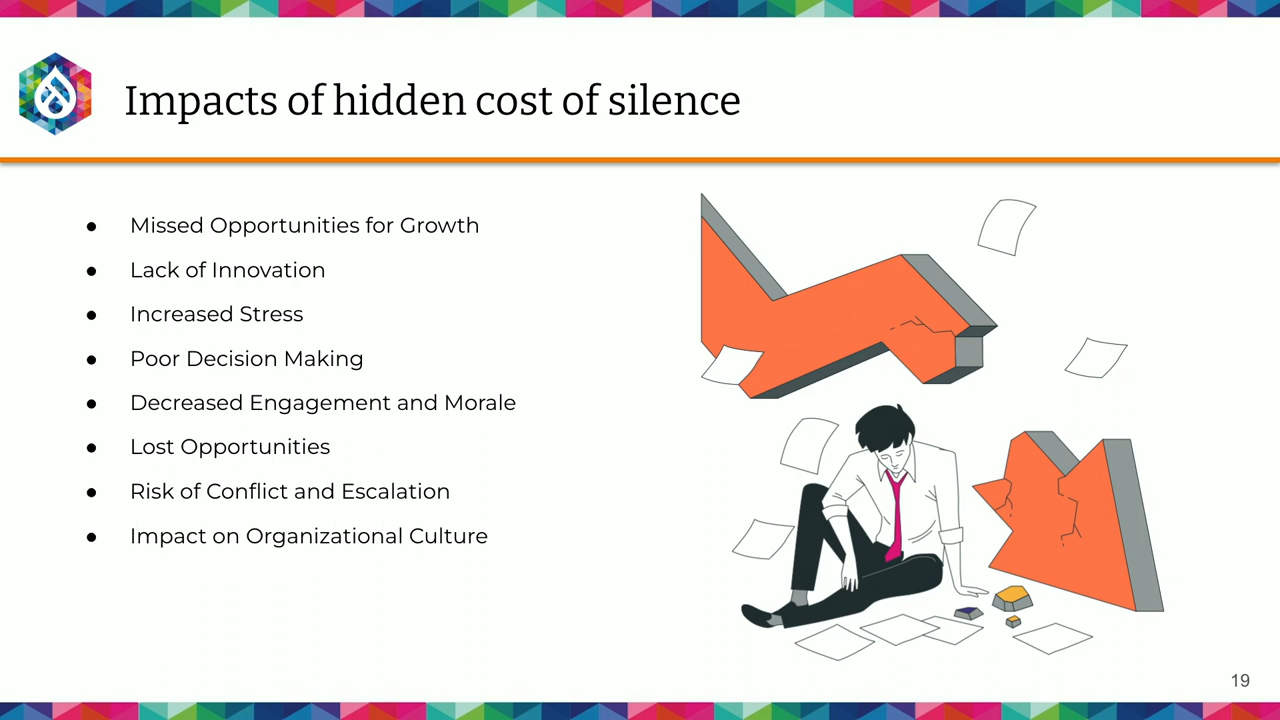 Impacts of hidden cost of silence
● Missed Opportunities for Growth
● Lack of Innovation
● Increased Stress
● Poor Decision Making
● Decreased Engagement and Morale
● Lost Opportunities
● Risk of Conflict and Escalation
● Impact on Organizational Culture
19